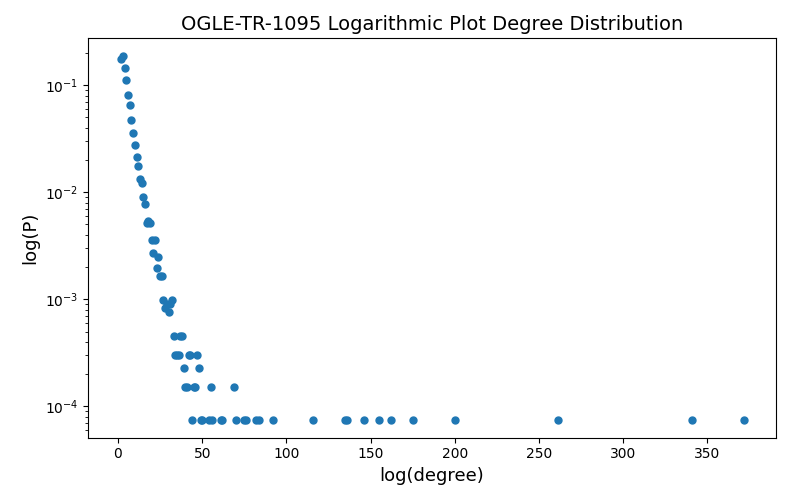 OGLE-TR-1095 Logarithmic Plot Degree Distribution
log(P)
10⁻¹
10⁻²
10⁻³
10⁻⁴
0 50 100 150 200 250 300 350
log(degree)